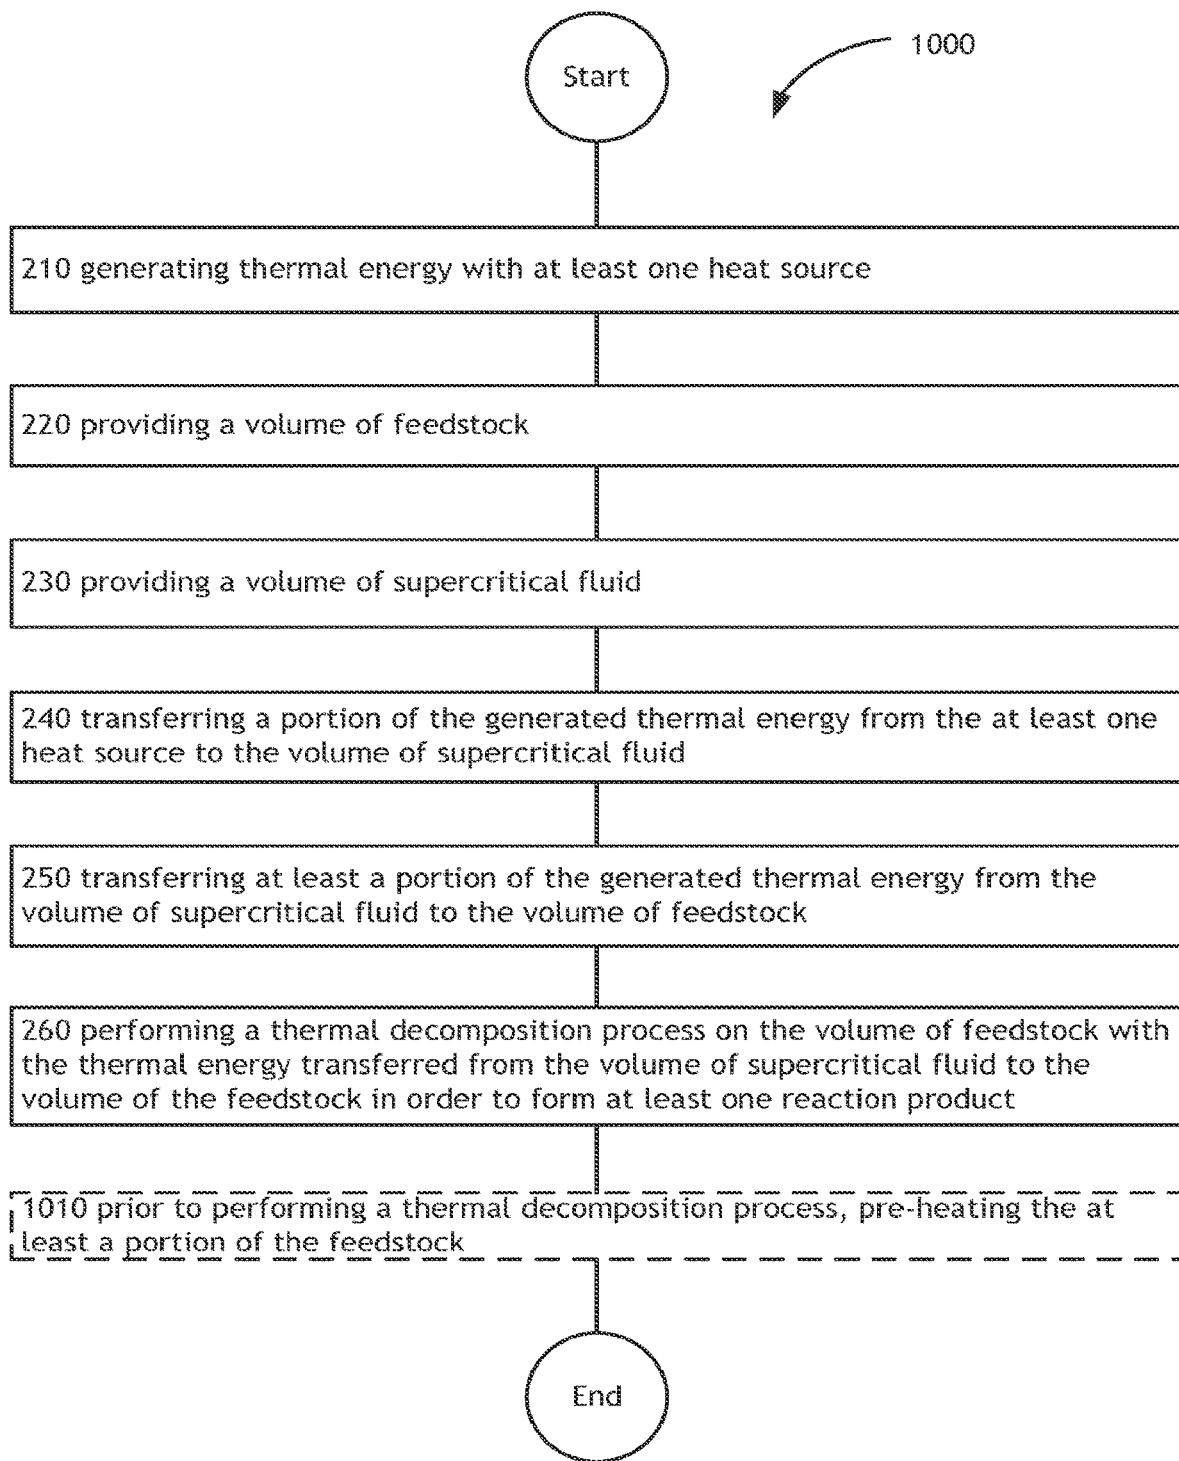 Start
1000
210 generating thermal energy with at least one heat source
220 providing a volume of feedstock
230 providing a volume of supercritical fluid
240 transferring a portion of the generated thermal energy from the at least one
heat source to the volume of supercritical fluid
250 transferring at least a portion of the generated thermal energy from the
volume of supercritical fluid to the volume of feedstock
260 performing a thermal decomposition process on the volume of feedstock with
the thermal energy transferred from the volume of supercritical fluid to the
volume of the feedstock in order to form at least one reaction product
1010 prior to performing a thermal decomposition process, pre-heating the at
least a portion of the feedstock
End